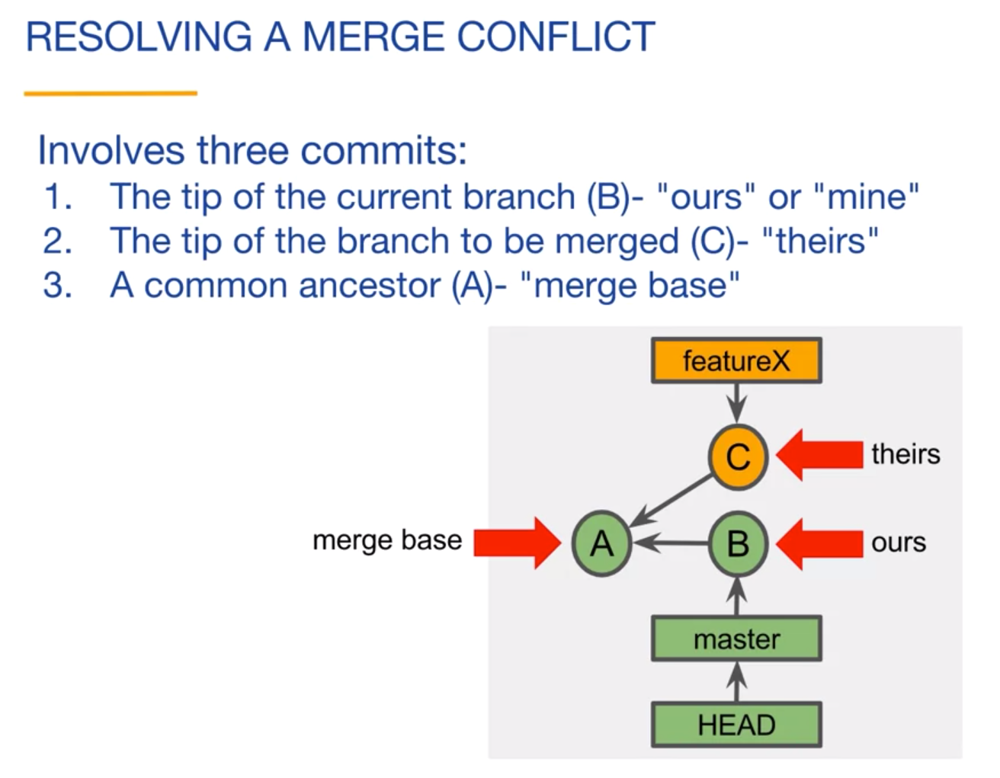 RESOLVING A MERGE CONFLICT
Involves three commits:
1. The tip of the current branch (B)- "ours" or "mine"
2. The tip of the branch to be merged (C)- "theirs"
3. A common ancestor (A)- "merge base"
featureX
C
theirs
merge base
A
B
ours
master
HEAD